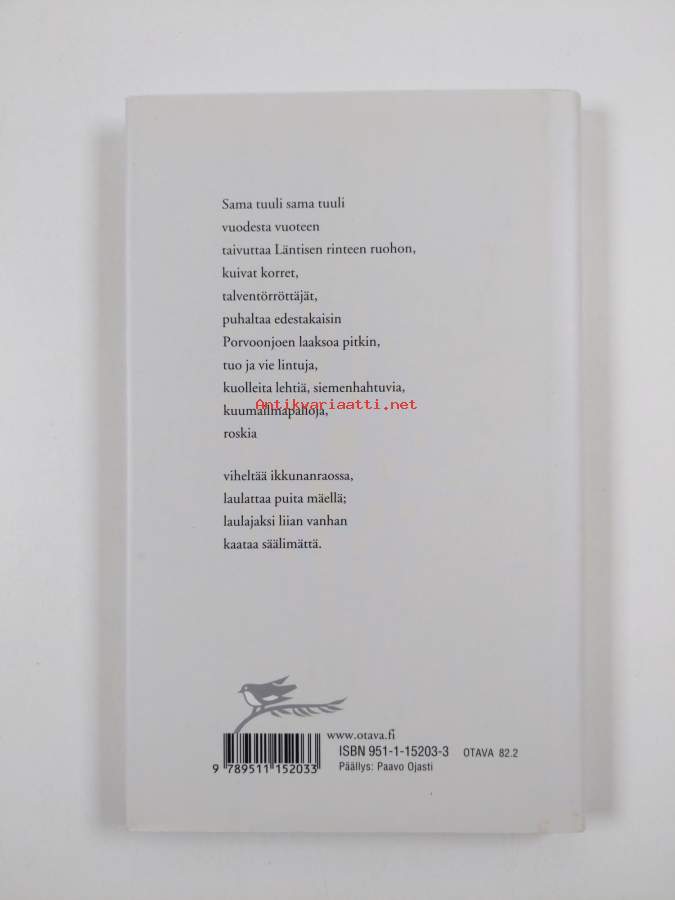 Sama tuuli sama tuuli
vuodesta vuoteen
taivuttaa Läntisen rinteen ruohon,
kuivat korret,
talventörröttäjät,
puhaltaa edestakaisin
Porvoonjoen laaksoa pitkin,
tuo ja vie lintuja,
kuolleita lehtiä, siemenhahtuvia,
Antikvariaatti.net
kuumailmapalloja,
roskia
viheltää ikkunanraossa,
laulattaa puita mäellä;
laulajaksi liian vanhan
kaataa säälimättä.
www.otava.fi
ISBN 951-1-15203-3 OTAVA 82.2
Päällys: Paavo Ojasti
9 789511 152033